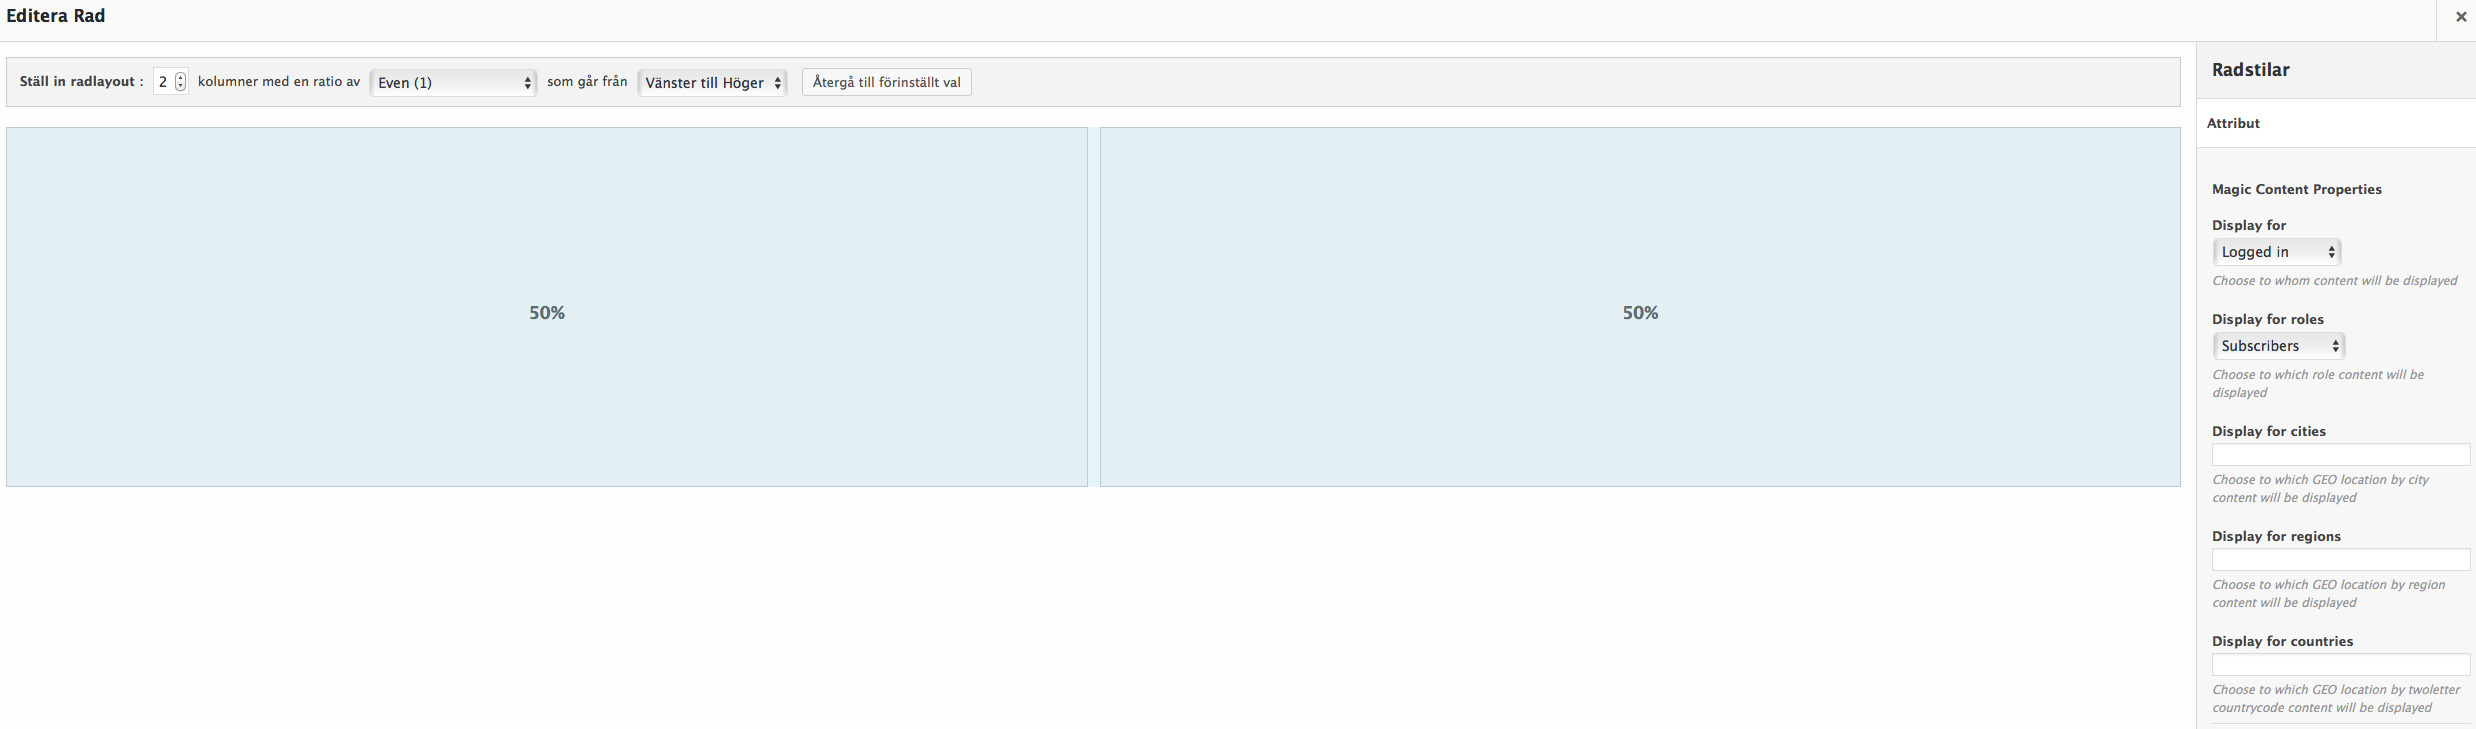 Editera Rad
Ställ in radlayout : 2 kolumner med en ratio av Even (1) som går från Vänster till Höger Återgå till förinställt val
50%
50%
Radstilar
Attribut
Magic Content Properties
Display for
Logged in
Choose to whom content will be displayed
Display for roles
Subscribers
Choose to which role content will be
displayed
Display for cities
Choose to which GEO location by city
content will be displayed
Display for regions
Choose to which GEO location by region
content will be displayed
Display for countries
Choose to which GEO location by twoletter
countrycode content will be displayed